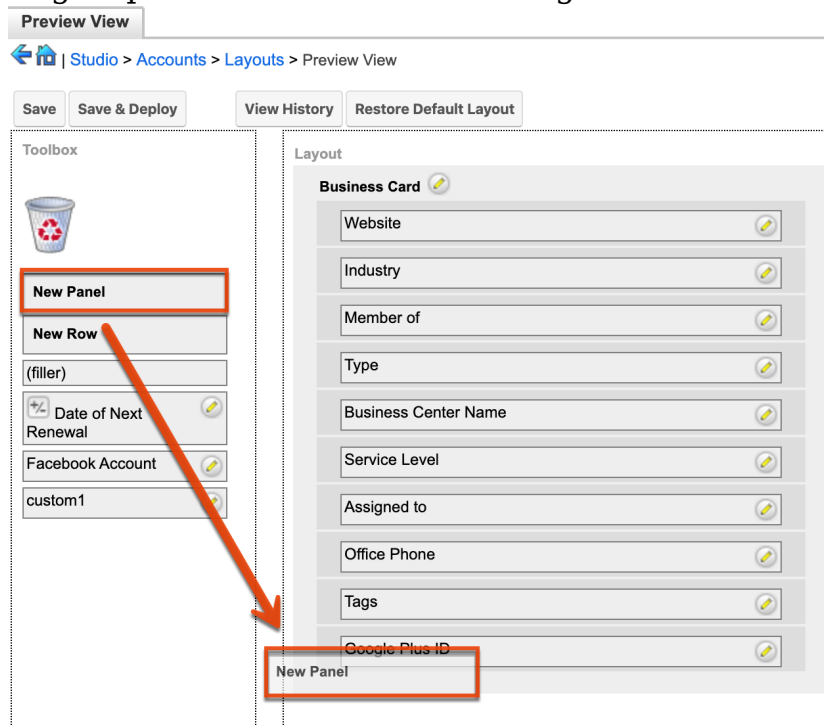 Preview View
| Studio > Accounts > Layouts > Preview View
Save Save & Deploy View History Restore Default Layout
Toolbox
New Panel
New Row
(filler)
+/- Date of Next
Renewal
Facebook Account
custom1
Layout
Business Card
Website
Industry
Member of
Type
Business Center Name
Service Level
Assigned to
Office Phone
Tags
Google Plus ID
New Panel